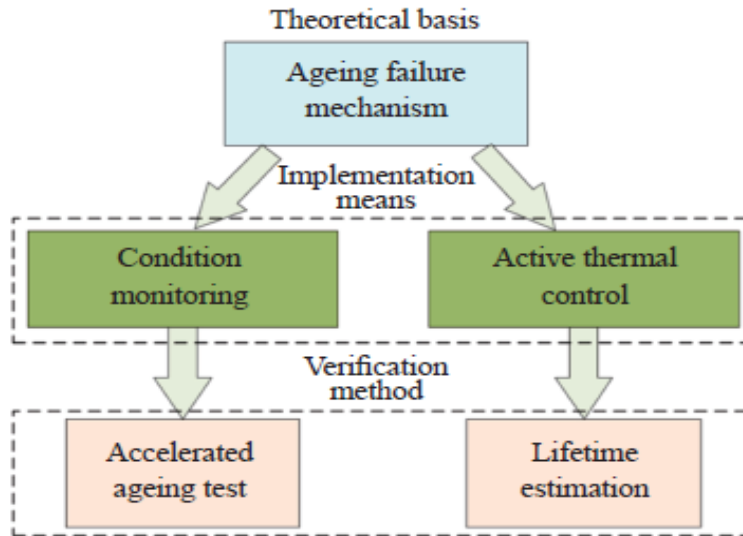 Theoretical basis
Ageing failure
mechanism
Implementation
means
Condition
monitoring
Active thermal
control
Verification
method
Accelerated
ageing test
Lifetime
estimation